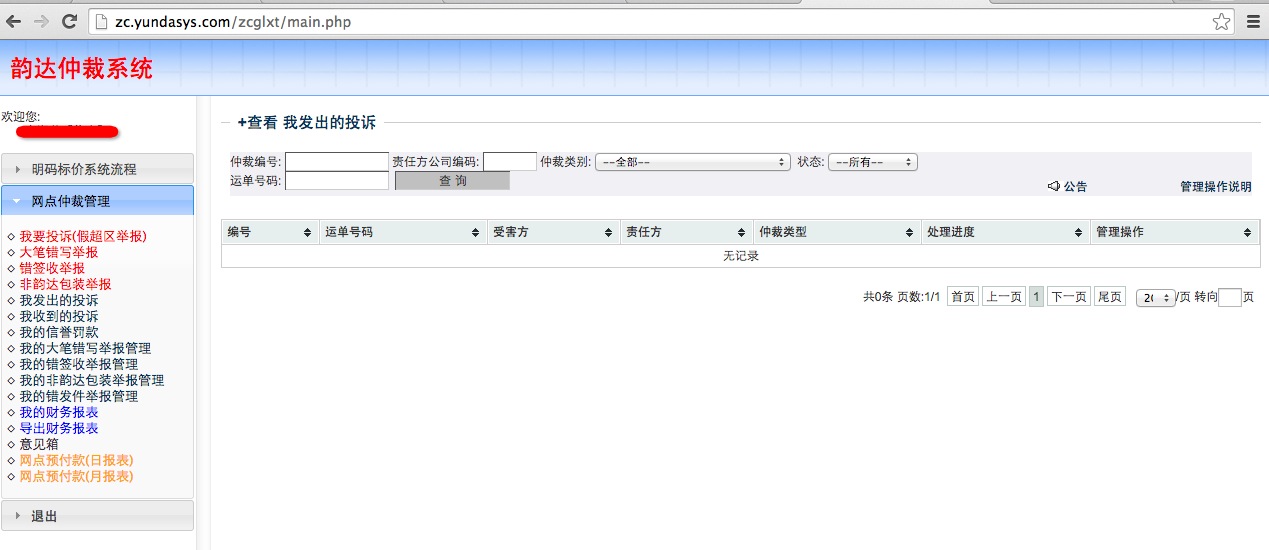 zc.yundasys.com/zcglxt/main.php
韵达仲裁系统
欢迎您:
明码标价系统流程
网点仲裁管理
我要投诉(假超区举报)
大笔错写举报
错签收举报
非韵达包装举报
我发出的投诉
我收到的投诉
我的信誉罚款
我的大笔错写举报管理
我的错签收举报管理
我的非韵达包装举报管理
我的错发件举报管理
我的财务报表
导出财务报表
意见箱
网点预付款(日报表)
网点预付款(月报表)
退出
+查看 我发出的投诉
仲裁编号: 责任方公司编码: 仲裁类别: --全部-- 状态: --所有--
运单号码: 查 询
公告 管理操作说明
编号 运单号码 受害方 责任方 仲裁类型 处理进度 管理操作
无记录
共0条 页数:1/1 首页 上一页 1 下一页 尾页 /页 转向 页